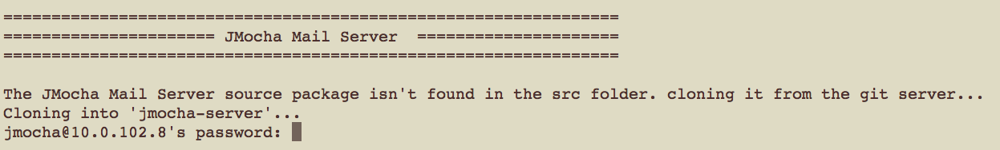 ================================================================
====================== JMocha Mail Server  =====================
================================================================
The JMocha Mail Server source package isn't found in the src folder. cloning it from the git server...
Cloning into 'jmocha-server'...
jmocha@10.0.102.8's password: